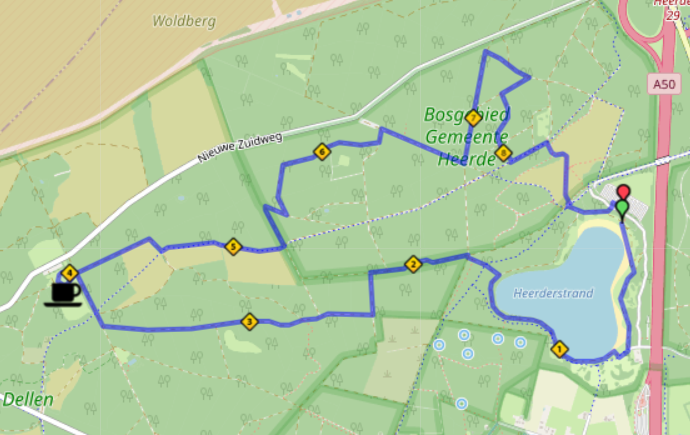 Woldberg
Heerde
29
A50
Nieuwe Zuidweg
Bosgebied
Gemeente
Heerde
7
8
6
5
4
2
Heerderstrand
3
1
Dellen